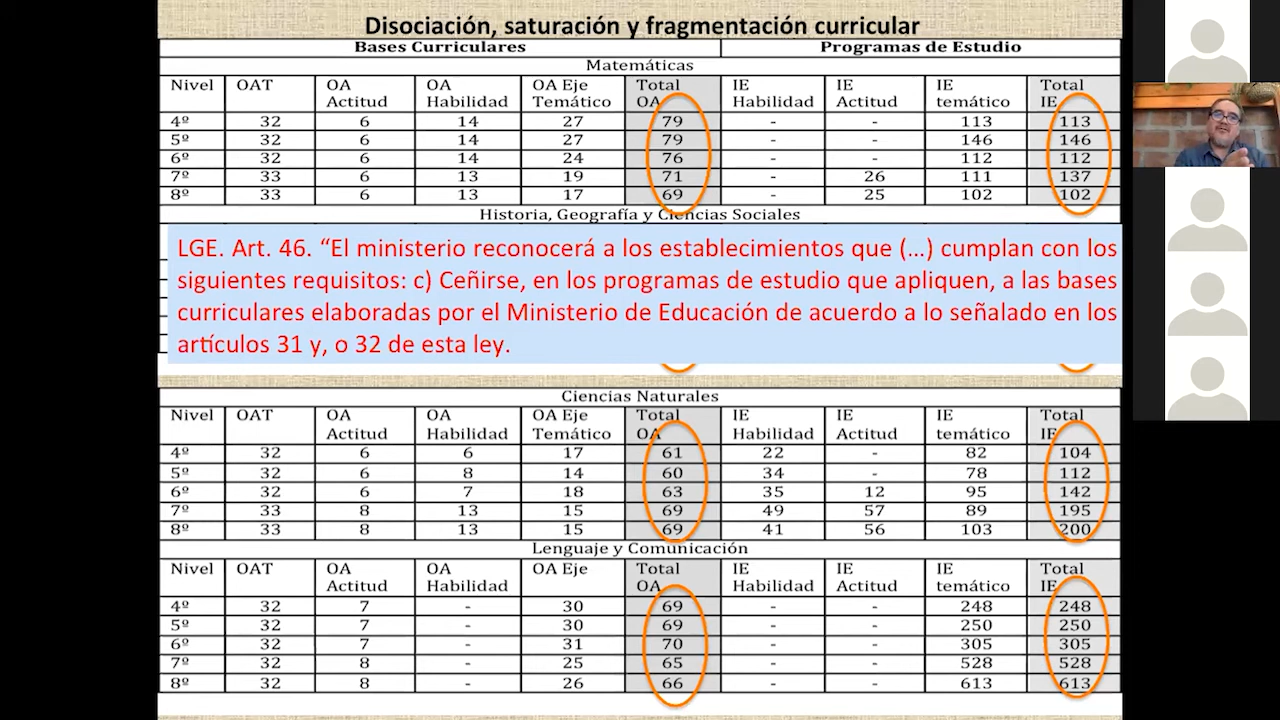 Disociación, saturación y fragmentación curricular
Bases Curriculares Programas de Estudio
Matemáticas
Nivel OAT OA Actitud OA Habilidad OA Eje Temático Total OA IE Habilidad IE Actitud IE temático Total IE
4º 32 6 14 27 79 - - 113 113
5º 32 6 14 27 79 - - 146 146
6º 32 6 14 24 76 - - 112 112
7º 33 6 13 19 71 - 26 111 137
8º 33 6 13 17 69 - 25 102 102
Historia, Geografía y Ciencias Sociales
LGE. Art. 46. “El ministerio reconocerá a los establecimientos que (…) cumplan con los
siguientes requisitos: c) Ceñirse, en los programas de estudio que apliquen, a las bases
curriculares elaboradas por el Ministerio de Educación de acuerdo a lo señalado en los
artículos 31 y, o 32 de esta ley.
Ciencias Naturales
Nivel OAT OA Actitud OA Habilidad OA Eje Temático Total OA IE Habilidad IE Actitud IE temático Total IE
4º 32 6 6 17 61 22 - 82 104
5º 32 6 8 14 60 34 - 78 112
6º 32 6 7 18 63 35 12 95 142
7º 33 8 13 15 69 49 57 89 195
8º 33 8 13 15 69 41 56 103 200
Lenguaje y Comunicación
Nivel OAT OA Actitud OA Habilidad OA Eje Total OA IE Habilidad IE Actitud IE temático Total IE
4º 32 7 - 30 69 - - 248 248
5º 32 7 - 30 69 - - 250 250
6º 32 7 - 31 70 - - 305 305
7º 32 8 - 25 65 - - 528 528
8º 32 8 - 26 66 - - 613 613